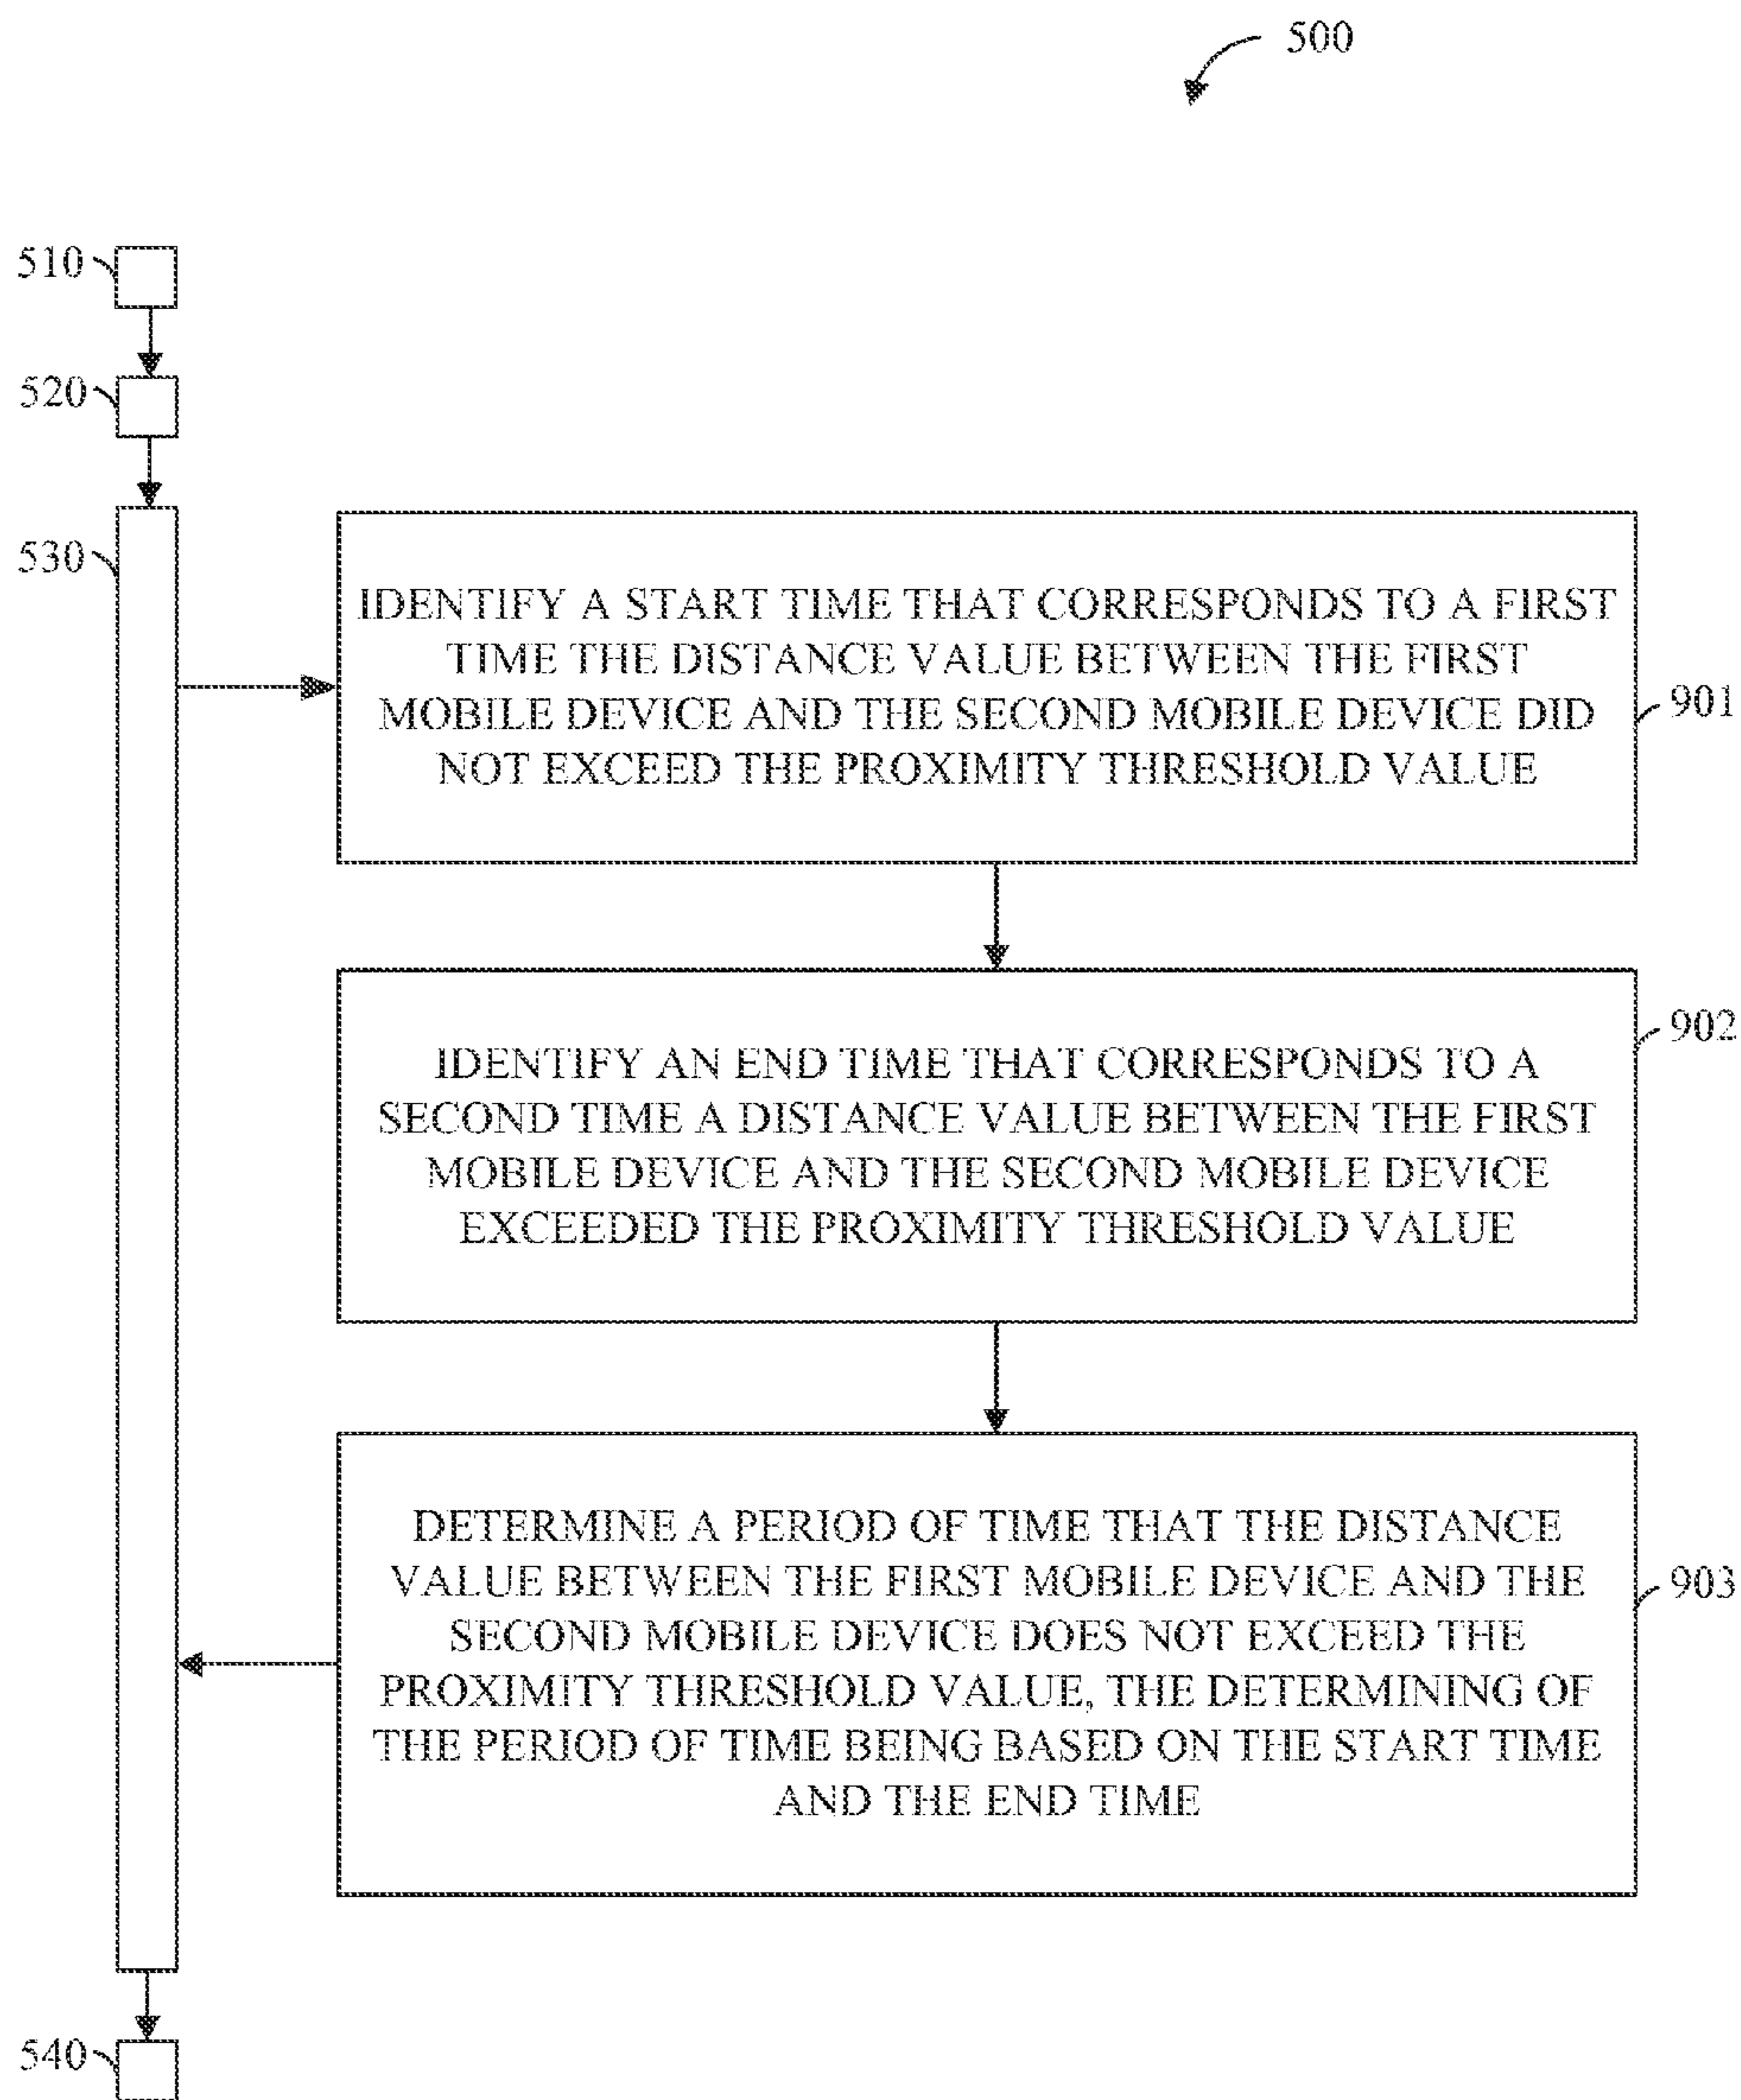 500
510
520
530
IDENTIFY A START TIME THAT CORRESPONDS TO A FIRST
TIME THE DISTANCE VALUE BETWEEN THE FIRST
MOBILE DEVICE AND THE SECOND MOBILE DEVICE DID
NOT EXCEED THE PROXIMITY THRESHOLD VALUE
901
IDENTIFY AN END TIME THAT CORRESPONDS TO A
SECOND TIME A DISTANCE VALUE BETWEEN THE FIRST
MOBILE DEVICE AND THE SECOND MOBILE DEVICE
EXCEEDED THE PROXIMITY THRESHOLD VALUE
902
DETERMINE A PERIOD OF TIME THAT THE DISTANCE
VALUE BETWEEN THE FIRST MOBILE DEVICE AND THE
SECOND MOBILE DEVICE DOES NOT EXCEED THE
PROXIMITY THRESHOLD VALUE, THE DETERMINING OF
THE PERIOD OF TIME BEING BASED ON THE START TIME
AND THE END TIME
903
540